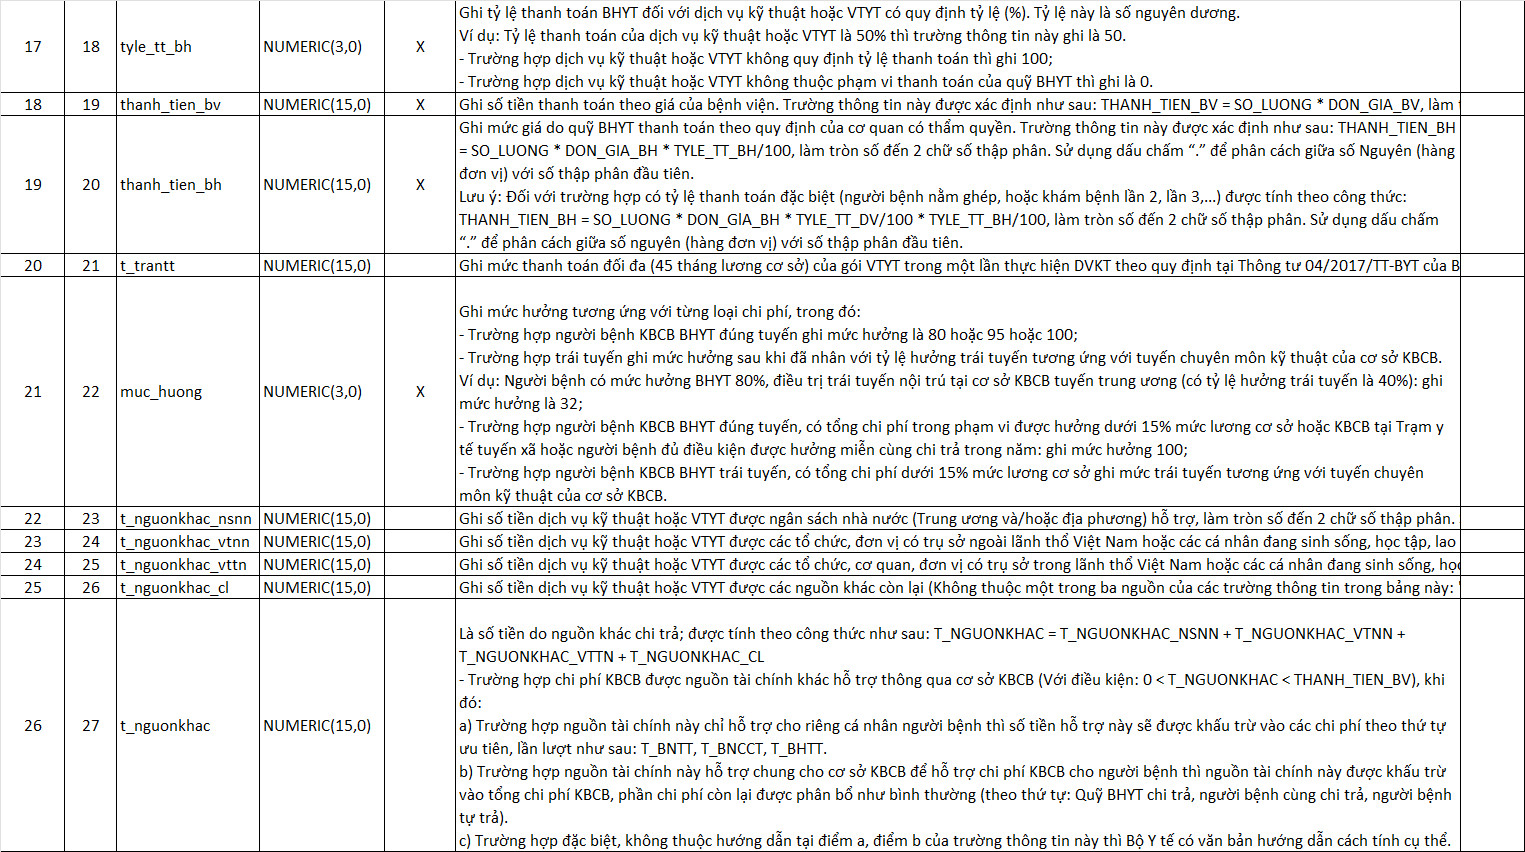 Ghi tỷ lệ thanh toán BHYT đối với dịch vụ kỹ thuật hoặc VTYT có quy định tỷ lệ (%). Tỷ lệ này là số nguyên dương.
17 18 tyle_tt_bh NUMERIC(3,0) X Ví dụ: Tỷ lệ thanh toán của dịch vụ kỹ thuật hoặc VTYT là 50% thì trường thông tin này ghi là 50.
- Trường hợp dịch vụ kỹ thuật hoặc VTYT không quy định tỷ lệ thanh toán thì ghi 100;
- Trường hợp dịch vụ kỹ thuật hoặc VTYT không thuộc phạm vi thanh toán của quỹ BHYT thì ghi là 0.
18 19 thanh_tien_bv NUMERIC(15,0) X Ghi số tiền thanh toán theo giá của bệnh viện. Trường thông tin này được xác định như sau: THANH_TIEN_BV = SO_LUONG * DON_GIA_BV, làm
Ghi mức giá do quỹ BHYT thanh toán theo quy định của cơ quan có thẩm quyền. Trường thông tin này được xác định như sau: THANH_TIEN_BH
= SO_LUONG * DON_GIA_BH * TYLE_TT_BH/100, làm tròn số đến 2 chữ số thập phân. Sử dụng dấu chấm “.” để phân cách giữa số Nguyên (hàng
đơn vị) với số thập phân đầu tiên.
19 20 thanh_tien_bh NUMERIC(15,0) X Lưu ý: Đối với trường hợp có tỷ lệ thanh toán đặc biệt (người bệnh nằm ghép, hoặc khám bệnh lần 2, lần 3,...) được tính theo công thức:
THANH_TIEN_BH = SO_LUONG * DON_GIA_BH * TYLE_TT_DV/100 * TYLE_TT_BH/100, làm tròn số đến 2 chữ số thập phân. Sử dụng dấu chấm
“.” để phân cách giữa số nguyên (hàng đơn vị) với số thập phân đầu tiên.
20 21 t_trantt NUMERIC(15,0) Ghi mức thanh toán đối đa (45 tháng lương cơ sở) của gói VTYT trong một lần thực hiện DVKT theo quy định tại Thông tư 04/2017/TT-BYT của B
Ghi mức hưởng tương ứng với từng loại chi phí, trong đó:
- Trường hợp người bệnh KBCB BHYT đúng tuyến ghi mức hưởng là 80 hoặc 95 hoặc 100;
- Trường hợp trái tuyến ghi mức hưởng sau khi đã nhân với tỷ lệ hưởng trái tuyến tương ứng với tuyến chuyên môn kỹ thuật của cơ sở KBCB.
21 22 muc_huong NUMERIC(3,0) X Ví dụ: Người bệnh có mức hưởng BHYT 80%, điều trị trái tuyến nội trú tại cơ sở KBCB tuyến trung ương (có tỷ lệ hưởng trái tuyến là 40%): ghi
mức hưởng là 32;
- Trường hợp người bệnh KBCB BHYT đúng tuyến, có tổng chi phí trong phạm vi được hưởng dưới 15% mức lương cơ sở hoặc KBCB tại Trạm y
tế tuyến xã hoặc người bệnh đủ điều kiện được hưởng miễn cùng chi trả trong năm: ghi mức hưởng 100;
- Trường hợp người bệnh KBCB BHYT trái tuyến, có tổng chi phí dưới 15% mức lương cơ sở ghi mức trái tuyến tương ứng với tuyến chuyên
môn kỹ thuật của cơ sở KBCB.
22 23 t_nguonkhac_nsnn NUMERIC(15,0) Ghi số tiền dịch vụ kỹ thuật hoặc VTYT được ngân sách nhà nước (Trung ương và/hoặc địa phương) hỗ trợ, làm tròn số đến 2 chữ số thập phân.
23 24 t_nguonkhac_vtnn NUMERIC(15,0) Ghi số tiền dịch vụ kỹ thuật hoặc VTYT được các tổ chức, đơn vị có trụ sở ngoài lãnh thổ Việt Nam hoặc các cá nhân đang sinh sống, học tập, lao
24 25 t_nguonkhac_vttn NUMERIC(15,0) Ghi số tiền dịch vụ kỹ thuật hoặc VTYT được các tổ chức, cơ quan, đơn vị có trụ sở trong lãnh thổ Việt Nam hoặc các cá nhân đang sinh sống,
25 26 t_nguonkhac_cl NUMERIC(15,0) Ghi số tiền dịch vụ kỹ thuật hoặc VTYT được các nguồn khác còn lại (Không thuộc một trong ba nguồn của các trường thông tin trong bảng này:
Là số tiền do nguồn khác chi trả; được tính theo công thức như sau: T_NGUONKHAC = T_NGUONKHAC_NSNN + T_NGUONKHAC_VTNN +
T_NGUONKHAC_VTTN + T_NGUONKHAC_CL
- Trường hợp chi phí KBCB được nguồn tài chính khác hỗ trợ thông qua cơ sở KBCB (Với điều kiện: 0 < T_NGUONKHAC < THANH_TIEN_BV), khi
đó:
26 27 t_nguonkhac NUMERIC(15,0) a) Trường hợp nguồn tài chính này chỉ hỗ trợ cho riêng cá nhân người bệnh thì số tiền hỗ trợ này sẽ được khấu trừ vào các chi phí theo thứ tự
ưu tiên, lần lượt như sau: T_BNTT, T_BNCCT, T_BHTT.
b) Trường hợp nguồn tài chính này hỗ trợ chung cho cơ sở KBCB để hỗ trợ chi phí KBCB cho người bệnh thì nguồn tài chính này được khấu trừ
vào tổng chi phí KBCB, phần chi phí còn lại được phân bổ như bình thường (theo thứ tự: Quỹ BHYT chi trả, người bệnh cùng chi trả, người bệnh
tự trả).
c) Trường hợp đặc biệt, không thuộc hướng dẫn tại điểm a, điểm b của trường thông tin này thì Bộ Y tế có văn bản hướng dẫn cách tính cụ thể.